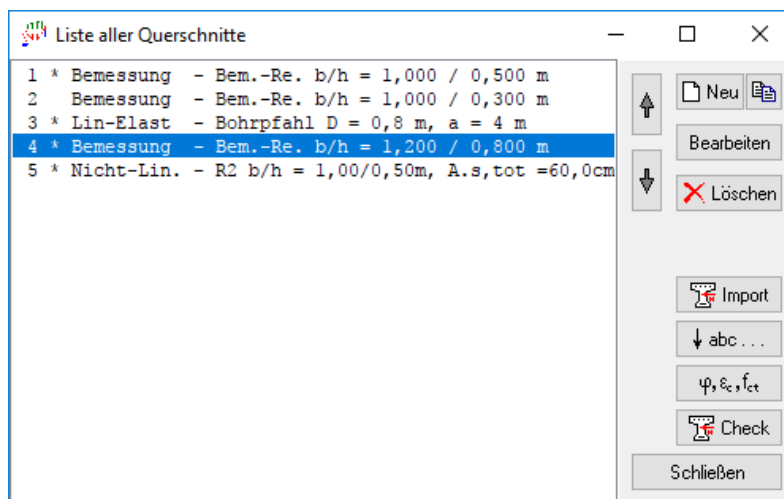 Liste aller Querschnitte
1 * Bemessung - Bem.-Re. b/h = 1,000 / 0,500 m
2 Bemessung - Bem.-Re. b/h = 1,000 / 0,300 m
3 * Lin-Elast - Bohrpfahl D = 0,8 m, a = 4 m
4 * Bemessung - Bem.-Re. b/h = 1,200 / 0,800 m
5 * Nicht-Lin. - R2 b/h = 1,00/0,50m, A.s,tot =60,0cm
Neu
Bearbeiten
Löschen
Import
abc . . .
φ,εc,fct
Check
Schließen